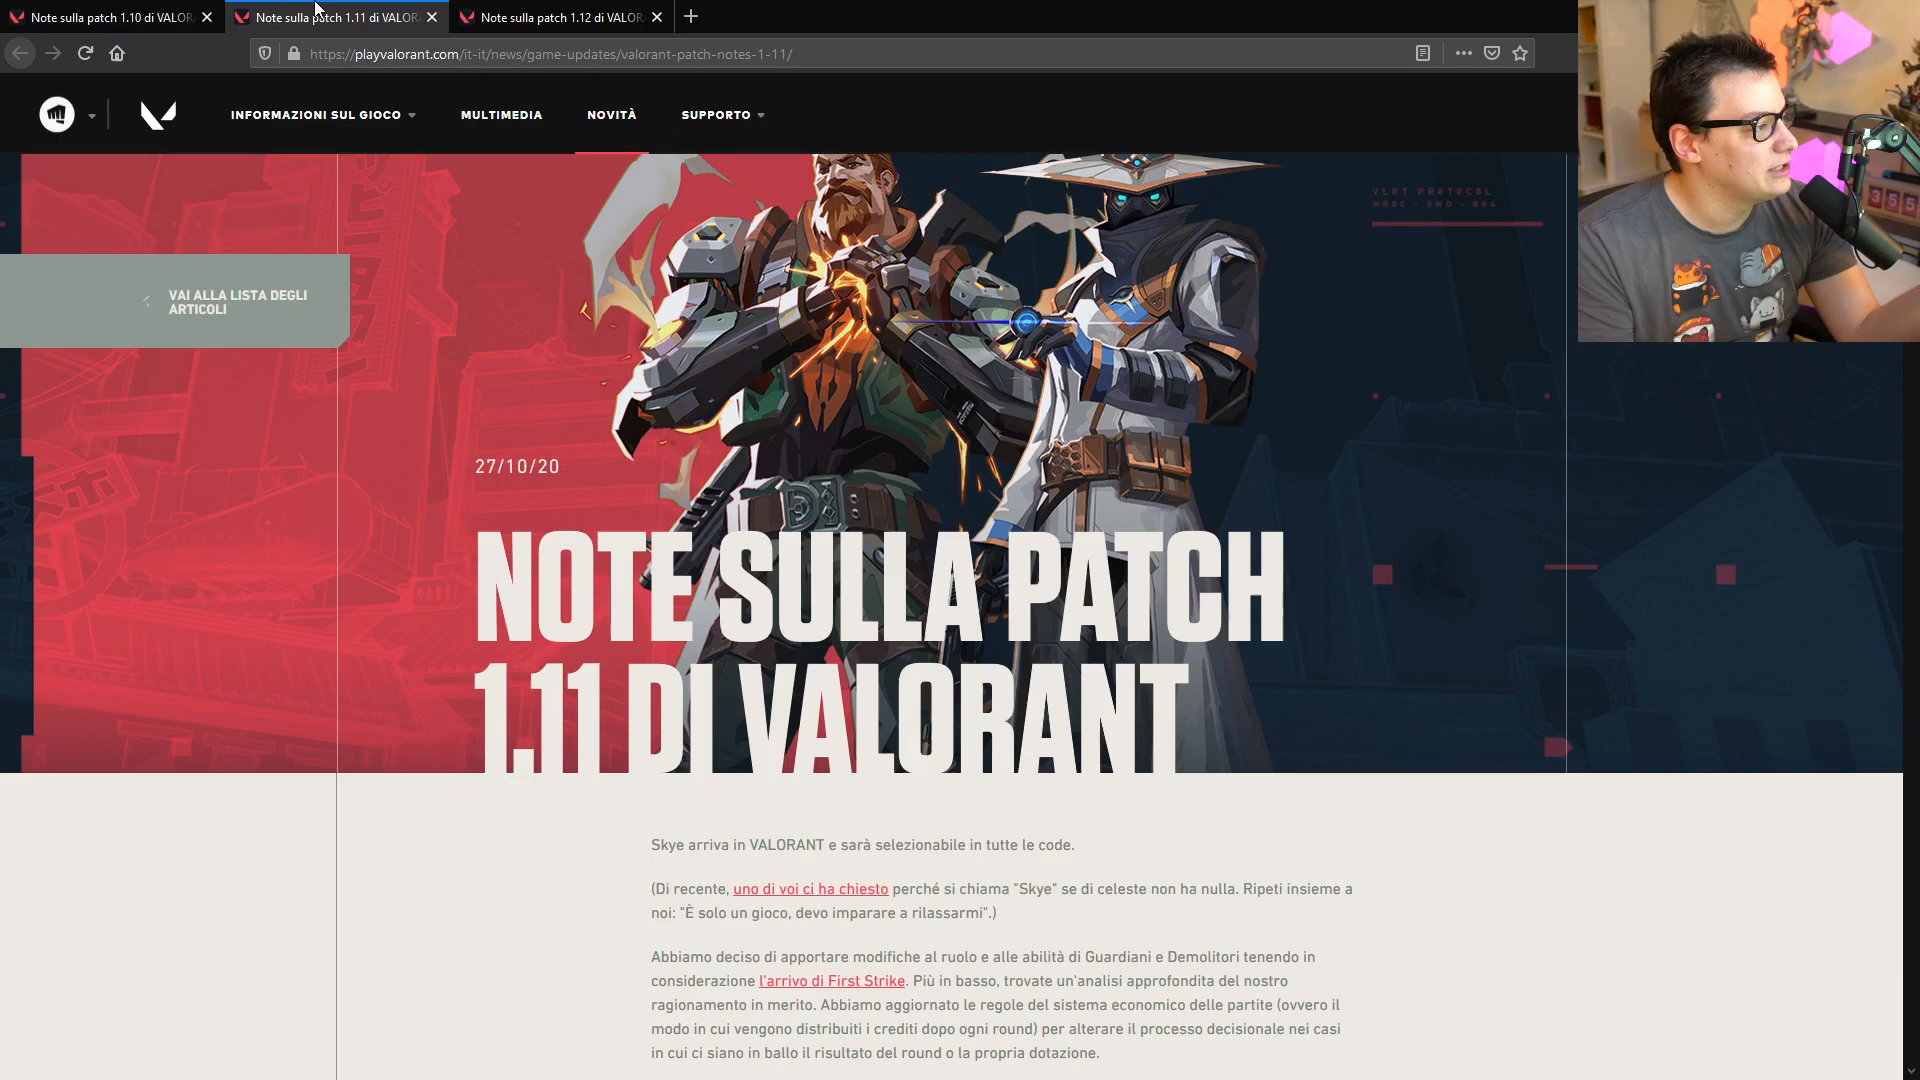 Note sulla patch 1.10 di VALOR
Note sulla patch 1.11 di VALOR
Note sulla patch 1.12 di VALOR
https://playvalorant.com/it-it/news/game-updates/valorant-patch-notes-1-11/
INFORMAZIONI SUL GIOCO
MULTIMEDIA
NOVITÀ
SUPPORTO
VLRT PROTOCOL
355
VAI ALLA LISTA DEGLI
ARTICOLI
27/10/20
NOTE SULLA PATCH
1.11 DI VALORANT
Skye arriva in VALORANT e sarà selezionabile in tutte le code.
(Di recente, uno di voi ci ha chiesto perché si chiama "Skye" se di celeste non ha nulla. Ripeti insieme a
noi: "È solo un gioco, devo imparare a rilassarmi".)
Abbiamo deciso di apportare modifiche al ruolo e alle abilità di Guardiani e Demolitori tenendo in
considerazione l'arrivo di First Strike. Più in basso, trovate un'analisi approfondita del nostro
ragionamento in merito. Abbiamo aggiornato le regole del sistema economico delle partite (ovvero il
modo in cui vengono distribuiti i crediti dopo ogni round) per alterare il processo decisionale nei casi
in cui ci siano in ballo il risultato del round o la propria dotazione.